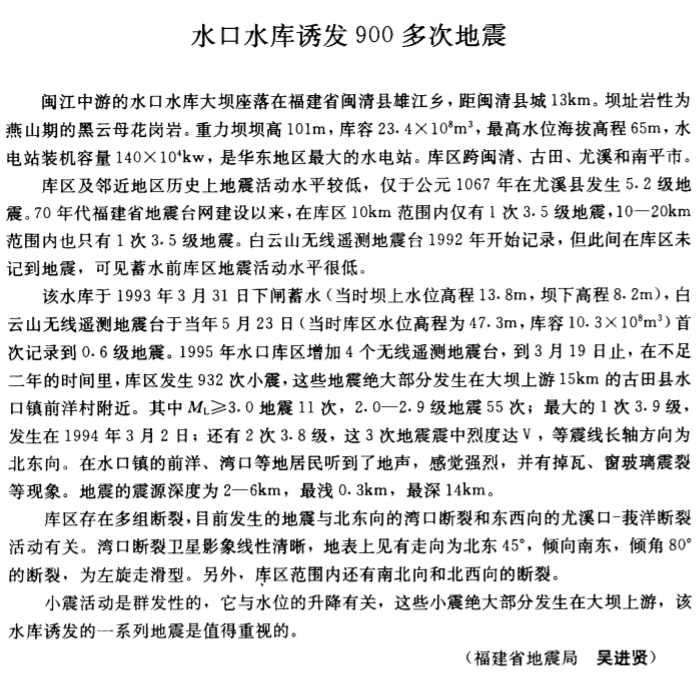 水口水库诱发 900 多次地震
闽江中游的水口水库大坝座落在福建省闽清县雄江乡，距闽清县城 13km。坝址岩性为
燕山期的黑云母花岗岩。重力坝坝高 101m，库容 23.4×10⁸m³，最高水位海拔高程 65m，水
电站装机容量 140×10⁴kw，是华东地区最大的水电站。库区跨闽清、古田、尤溪和南平市。
库区及邻近地区历史上地震活动水平较低，仅于公元 1067 年在尤溪县发生 5.2 级地
震。70 年代福建省地震台网建设以来，在库区 10km 范围内仅有 1 次 3.5 级地震，10—20km
范围内也只有 1 次 3.5 级地震。白云山无线遥测地震台 1992 年开始记录，但此间在库区未
记到地震，可见蓄水前库区地震活动水平很低。
该水库于 1993 年 3 月 31 日下闸蓄水（当时坝上水位高程 13.8m，坝下高程 8.2m），白
云山无线遥测地震台于当年 5 月 23 日（当时库区水位高程为 47.3m，库容 10.3×10⁸m³）首
次记录到 0.6 级地震。1995 年水口库区增加 4 个无线遥测地震台，到 3 月 19 日止，在不足
二年的时间里，库区发生 932 次小震，这些地震绝大部分发生在大坝上游 15km 的古田县水
口镇前洋村附近。其中 M_L≥3.0 地震 11 次，2.0—2.9 级地震 55 次；最大的 1 次 3.9 级，
发生在 1994 年 3 月 2 日；还有 2 次 3.8 级，这 3 次地震震中烈度达 Ⅴ，等震线长轴方向为
北东向。在水口镇的前洋、湾口等地居民听到了地声，感觉强烈，并有掉瓦、窗玻璃震裂
等现象。地震的震源深度为 2—6km，最浅 0.3km，最深 14km。
库区存在多组断裂，目前发生的地震与北东向的湾口断裂和东西向的尤溪口-莪洋断裂
活动有关。湾口断裂卫星影象线性清晰，地表上见有走向为北东 45°，倾向南东，倾角 80°
的断裂，为左旋走滑型。另外，库区范围内还有南北向和北西向的断裂。
小震活动是群发性的，它与水位的升降有关，这些小震绝大部分发生在大坝上游，该
水库诱发的一系列地震是值得重视的。
（福建省地震局 吴进贤）